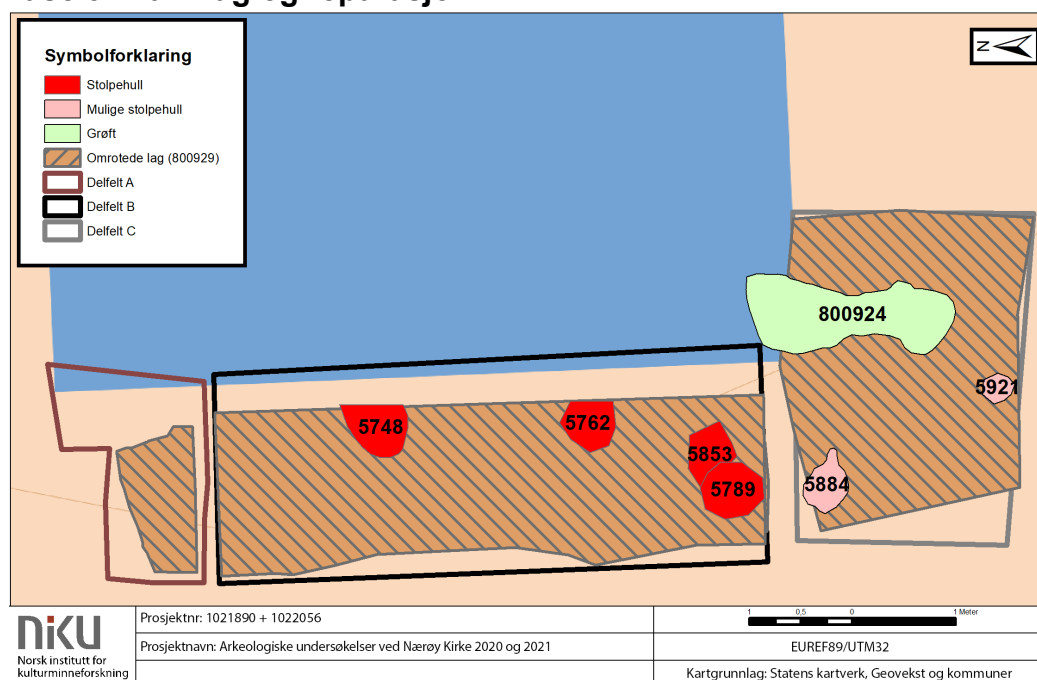 Symbolforklaring
Stolpehull
Mulige stolpehull
Grøft
Omrotede lag (800929)
Delfelt A
Delfelt B
Delfelt C
N
800924
5921
5748
5762
5853
5789
5884
niku
Norsk institutt for
kulturminneforskning
Prosjektnr: 1021890 + 1022056
Prosjektnavn: Arkeologiske undersøkelser ved Nærøy Kirke 2020 og 2021
1 0,5 0 1 Meter
EUREF89/UTM32
Kartgrunnlag: Statens kartverk, Geovekst og kommuner